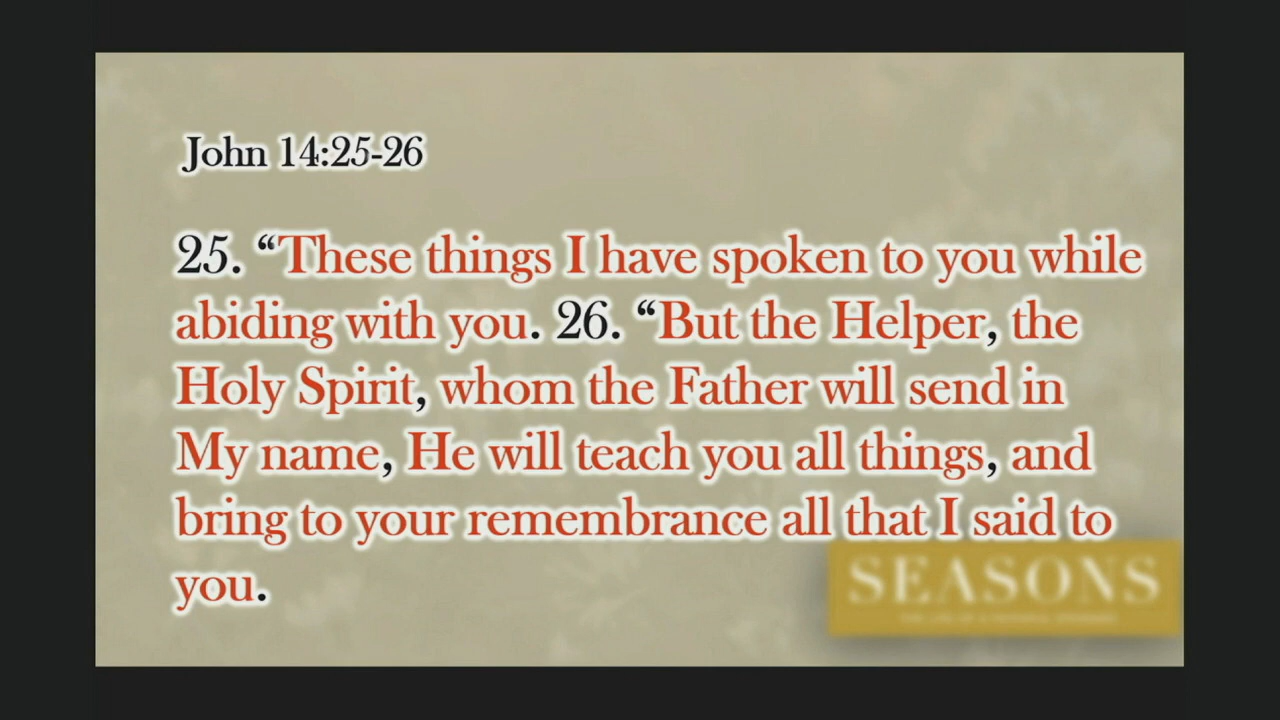 John 14:25-26
25. “These things I have spoken to you while
abiding with you. 26. “But the Helper, the
Holy Spirit, whom the Father will send in
My name, He will teach you all things, and
bring to your remembrance all that I said to
you.
SEASONS